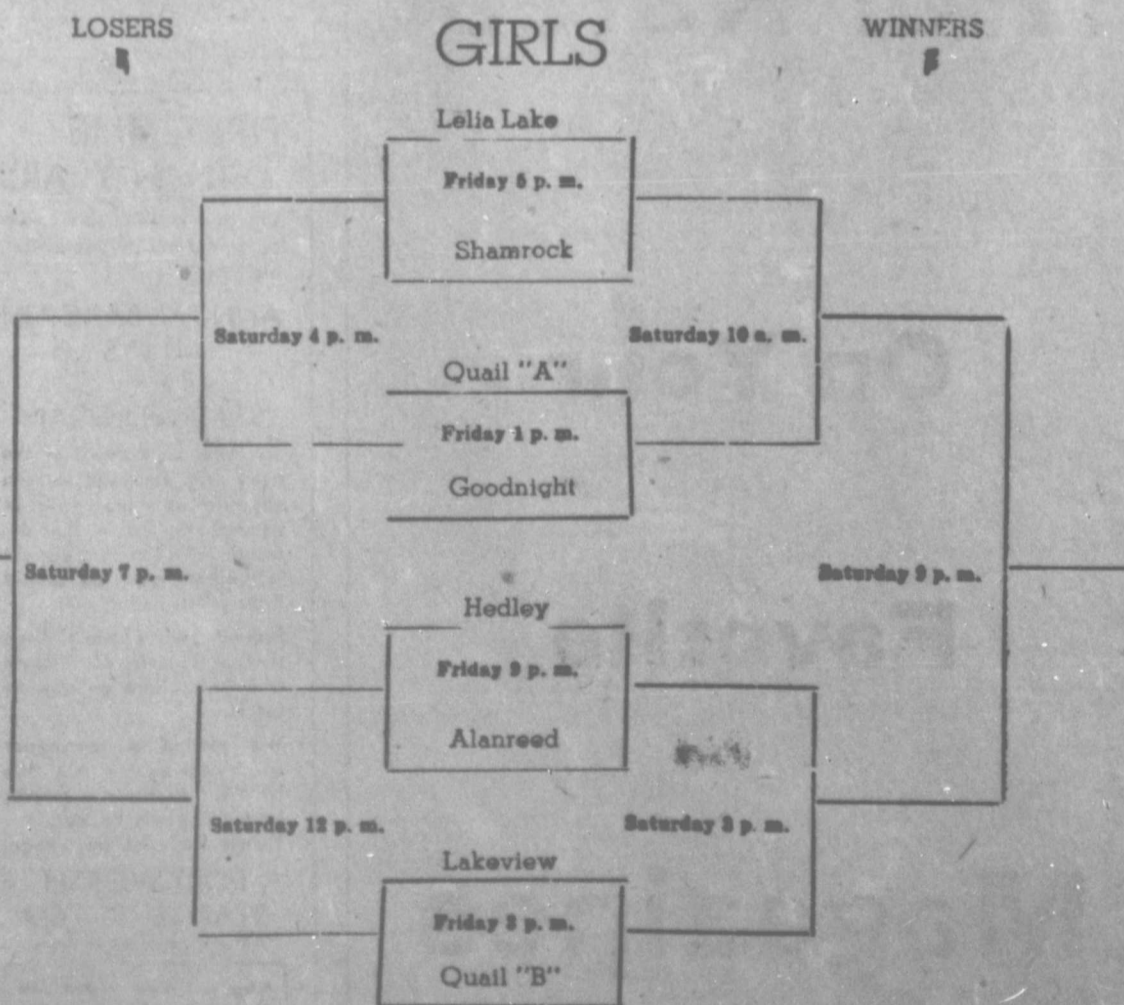 LOSERS
GIRLS
WINNERS
Lelia Lake
Friday 5 p. m.
Shamrock
Saturday 4 p. m.
Saturday 10 a. m.
Quail "A"
Friday 1 p. m.
Goodnight
Saturday 7 p. m.
Saturday 9 p. m.
Hedley
Friday 9 p. m.
Alanreed
Saturday 12 p. m.
Saturday 3 p. m.
Lakeview
Friday 3 p. m.
Quail "B"